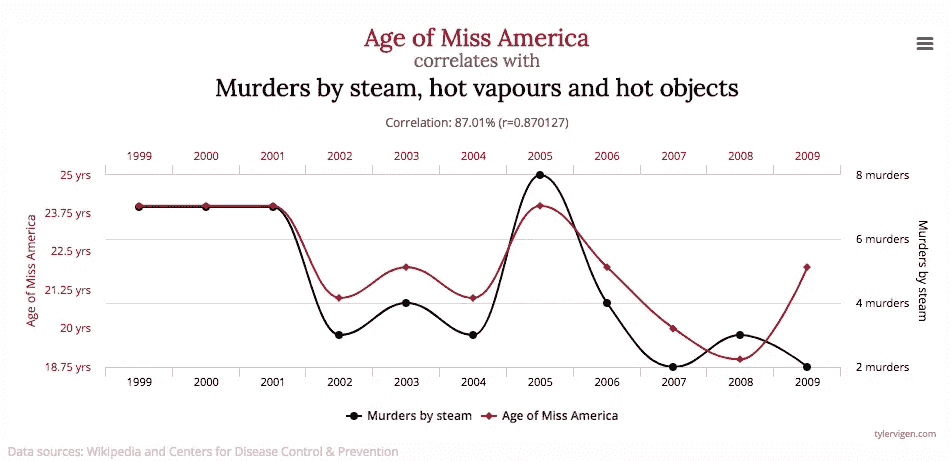 Age of Miss America
correlates with
Murders by steam, hot vapours and hot objects
Correlation: 87.01% (r=0.870127)
1999 2000 2001 2002 2003 2004 2005 2006 2007 2008 2009
25 yrs
23.75 yrs
22.5 yrs
21.25 yrs
20 yrs
18.75 yrs
Age of Miss America
8 murders
6 murders
4 murders
2 murders
Murders by steam
1999 2000 2001 2002 2003 2004 2005 2006 2007 2008 2009
Murders by steam Age of Miss America
tylervigen.com
Data sources: Wikipedia and Centers for Disease Control & Prevention